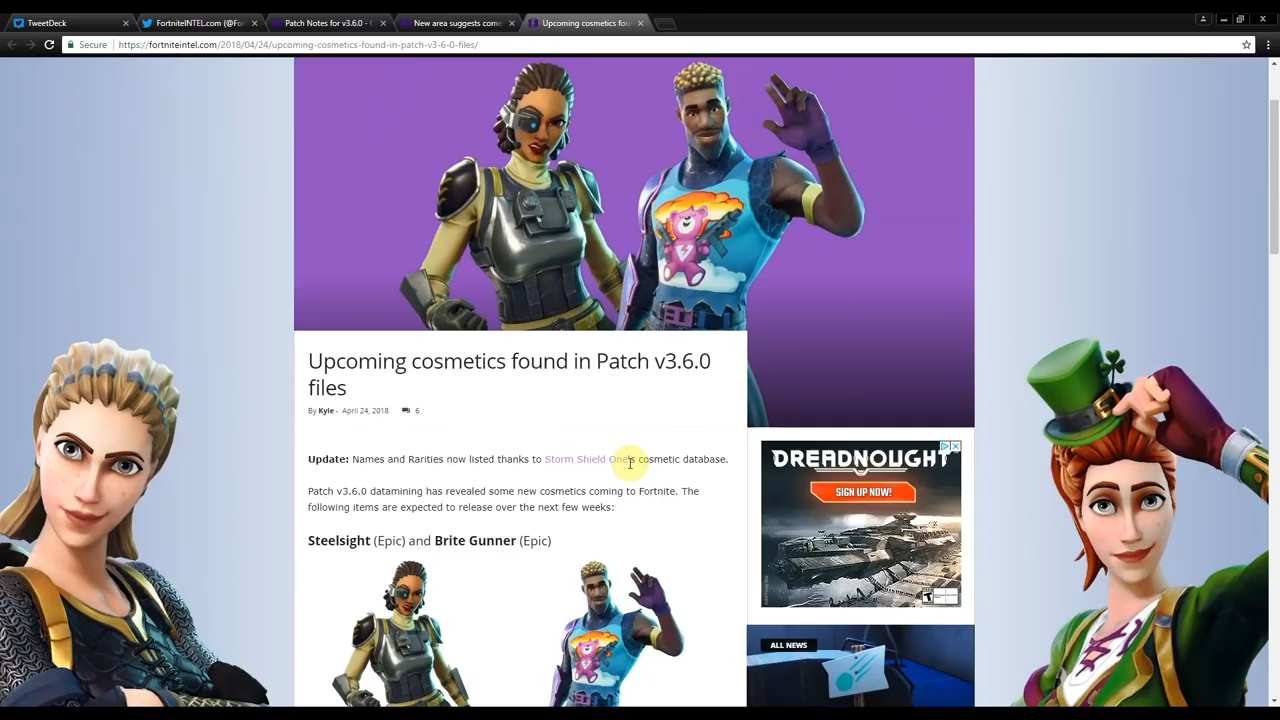 TweetDeck
FortniteINTEL.com (@Fo
Patch Notes for v3.6.0 -
New area suggests come
Upcoming cosmetics fou
Secure
https://fortniteintel.com/2018/04/24/upcoming-cosmetics-found-in-patch-v3-6-0-files/
Upcoming cosmetics found in Patch v3.6.0
files
By Kyle - April 24, 2018 6
Update: Names and Rarities now listed thanks to Storm Shield One's cosmetic database.
Patch v3.6.0 datamining has revealed some new cosmetics coming to Fortnite. The
following items are expected to release over the next few weeks:
Steelsight (Epic) and Brite Gunner (Epic)
DREADNOUGHT
SIGN UP NOW!
T
ALL NEWS